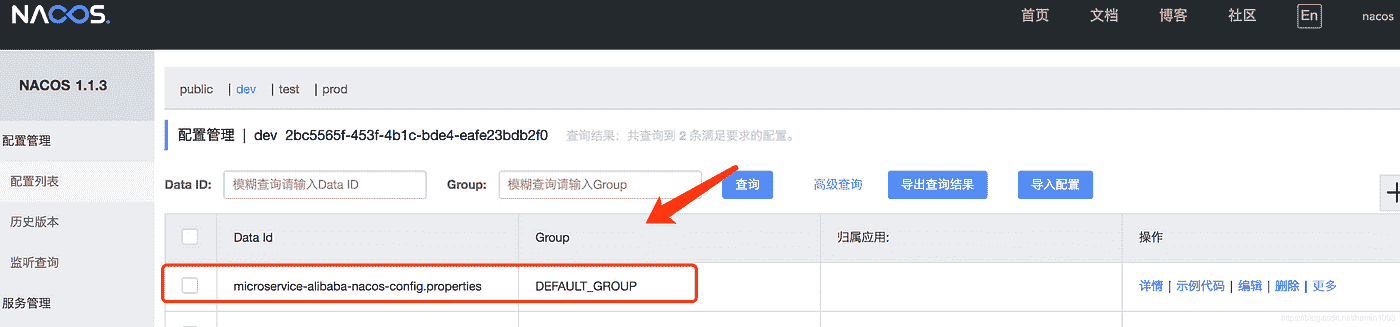 NACOS. 首页 文档 博客 社区 En nacos
NACOS 1.1.3
public | dev | test | prod
配置管理 | dev 2bc5565f-453f-4b1c-bde4-eafe23bdb2f0 查询结果：共查询到 2 条满足要求的配置。
配置管理
Data ID: 模糊查询请输入Data ID Group: 模糊查询请输入Group 查询 高级查询 导出查询结果 导入配置
配置列表
历史版本
Data Id Group 归属应用: 操作
监听查询
microservice-alibaba-nacos-config.properties DEFAULT_GROUP 详情 | 示例代码 | 编辑 | 删除 | 更多
服务管理